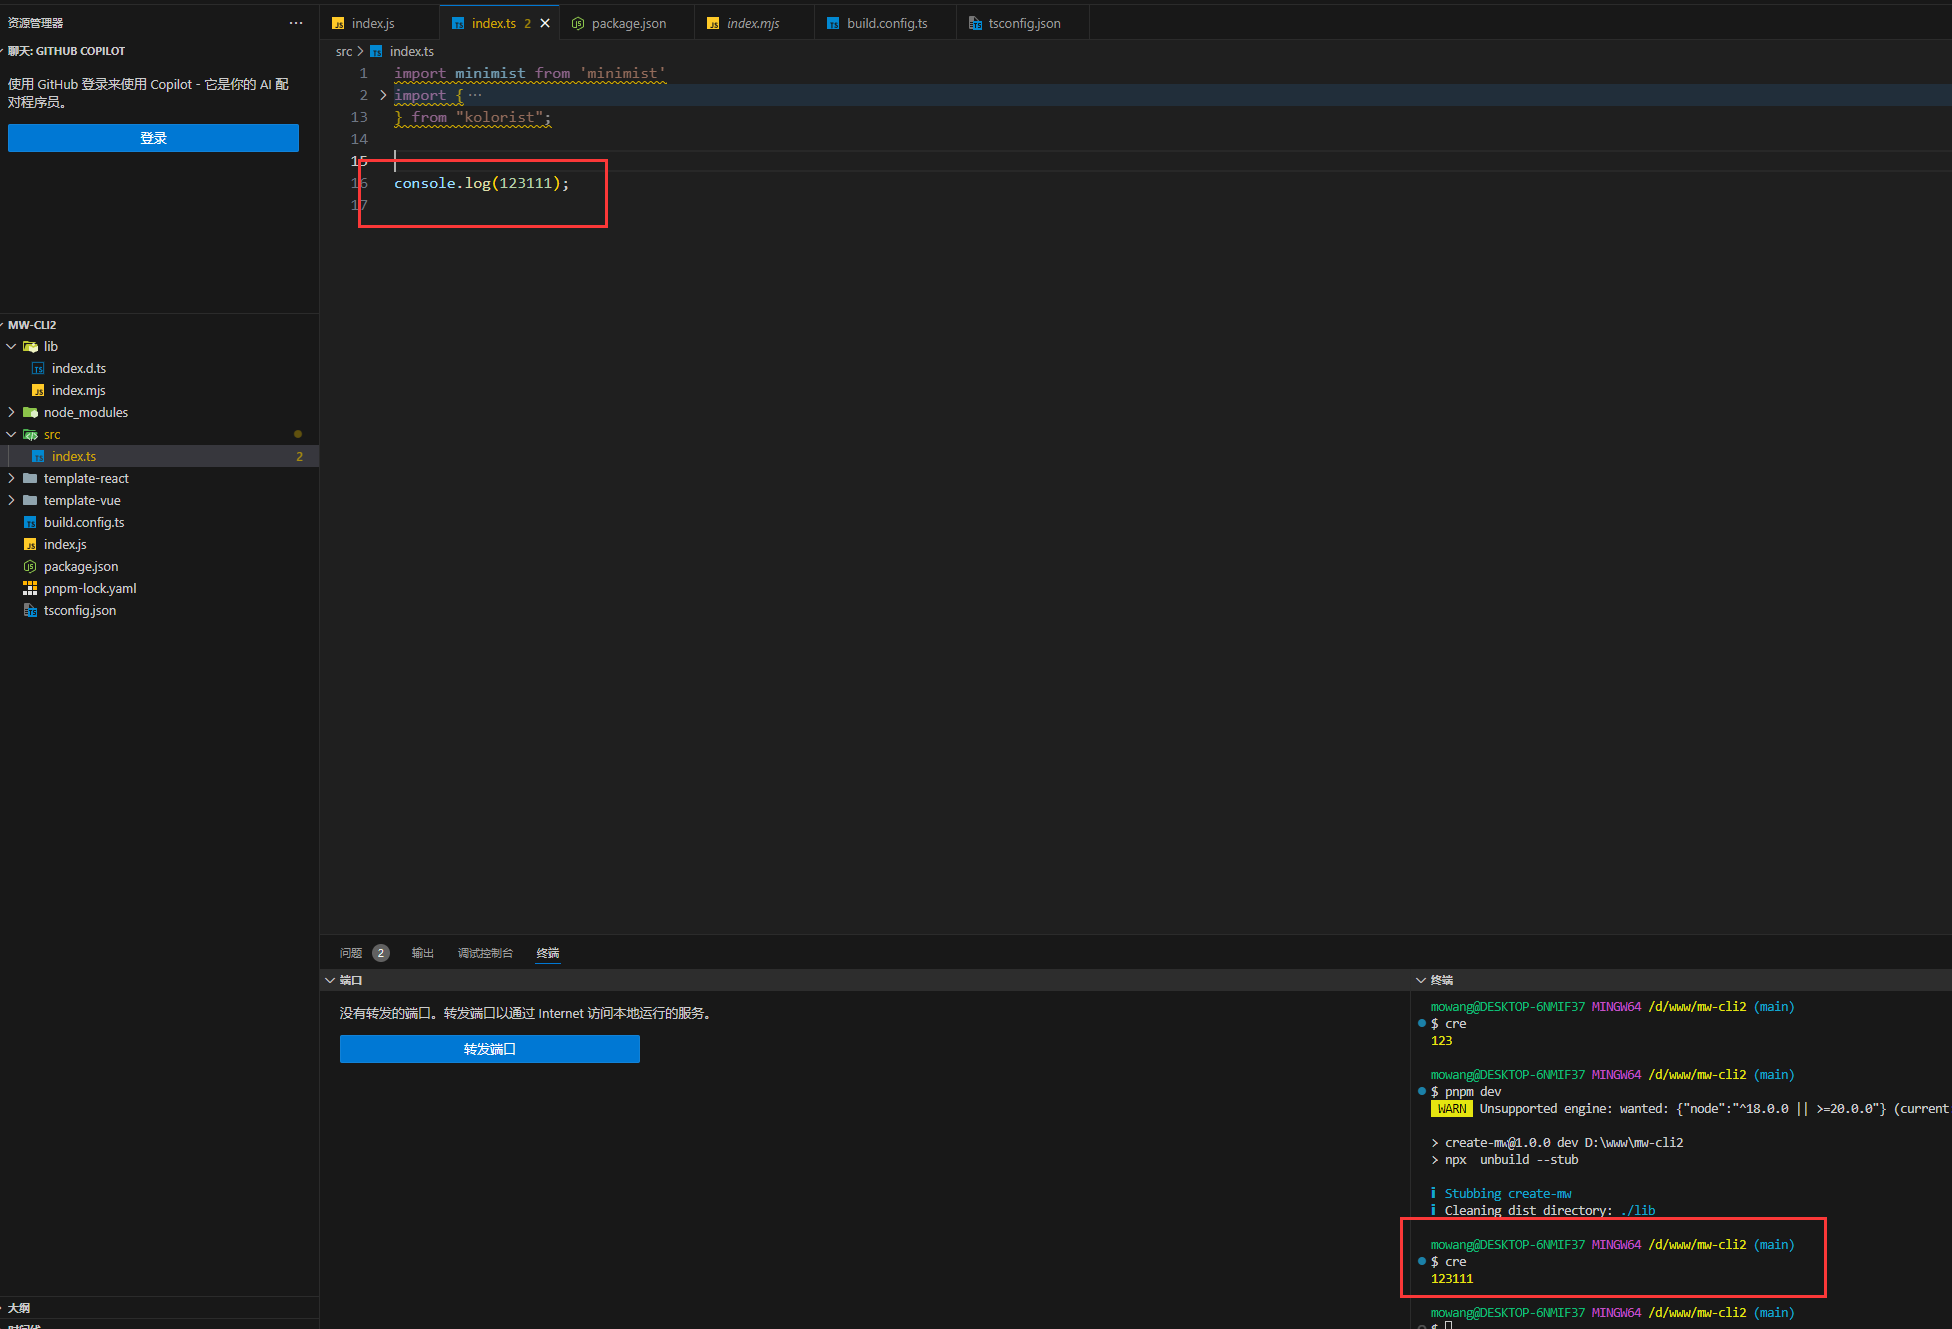 资源管理器
聊天: GITHUB COPILOT
使用 GitHub 登录来使用 Copilot - 它是你的 AI 配
对程序员。
登录
MW-CLI2
lib
index.d.ts
index.mjs
node_modules
src
index.ts 2
template-react
template-vue
build.config.ts
index.js
package.json
pnpm-lock.yaml
tsconfig.json
大纲
时间线
index.js
index.ts 2
package.json
index.mjs
build.config.ts
tsconfig.json
src > index.ts
1 import minimist from 'minimist'
2 import { ···
13 } from "kolorist";
14
15
16 console.log(123111);
17
问题 2 输出 调试控制台 终端
端口
没有转发的端口。转发端口以通过 Internet 访问本地运行的服务。
转发端口
终端
mowang@DESKTOP-6NMIF37 MINGW64 /d/www/mw-cli2 (main)
$ cre
123
mowang@DESKTOP-6NMIF37 MINGW64 /d/www/mw-cli2 (main)
$ pnpm dev
WARN Unsupported engine: wanted: {"node":"^18.0.0 || >=20.0.0"} (current
> create-mw@1.0.0 dev D:\www\mw-cli2
> npx unbuild --stub
i Stubbing create-mw
i Cleaning dist directory: ./lib
mowang@DESKTOP-6NMIF37 MINGW64 /d/www/mw-cli2 (main)
$ cre
123111
mowang@DESKTOP-6NMIF37 MINGW64 /d/www/mw-cli2 (main)
$